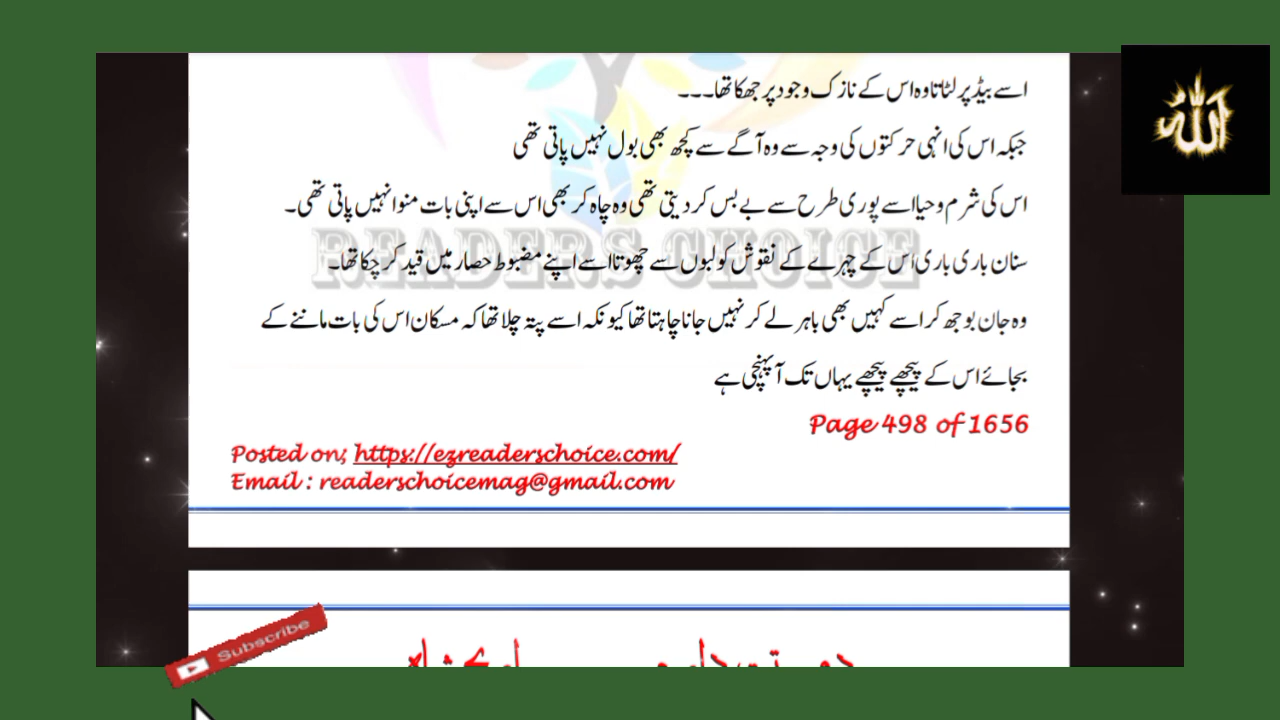 الله
اسے بیڈ پر لٹاتا وہ اس کے نازک وجود پر جھکا تھا۔۔۔
جبکہ اس کی انہی حرکتوں کی وجہ سے وہ آگے سے کچھ بھی بول نہیں پاتی تھی
اس کی شرم و حیا اسے پوری طرح سے بے بس کر دیتی تھی وہ چاہ کر بھی اس سے اپنی بات منوا نہیں پاتی تھی۔
READERS CHOICE
سنان باری باری اس کے چہرے کے نقوش کو لبوں سے چھوتا اسے اپنے مضبوط حصار میں قید کر چکا تھا۔
وہ جان بوجھ کر اسے کہیں بھی باہر لے کر نہیں جانا چاہتا تھا کیونکہ اسے پتہ چلا تھا کہ مسکان اس کی بات ماننے کے
بجائے اس کے پیچھے پیچھے یہاں تک آ پہنچی ہے
Page 498 of 1656
Posted on; https://ezreaderschoice.com/
Email : readerschoicemag@gmail.com
Subscribe